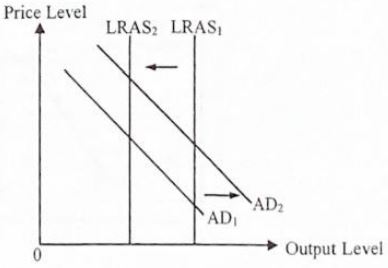 Price Level
LRAS₂ LRAS₁
AD₂
AD₁
0
Output Level